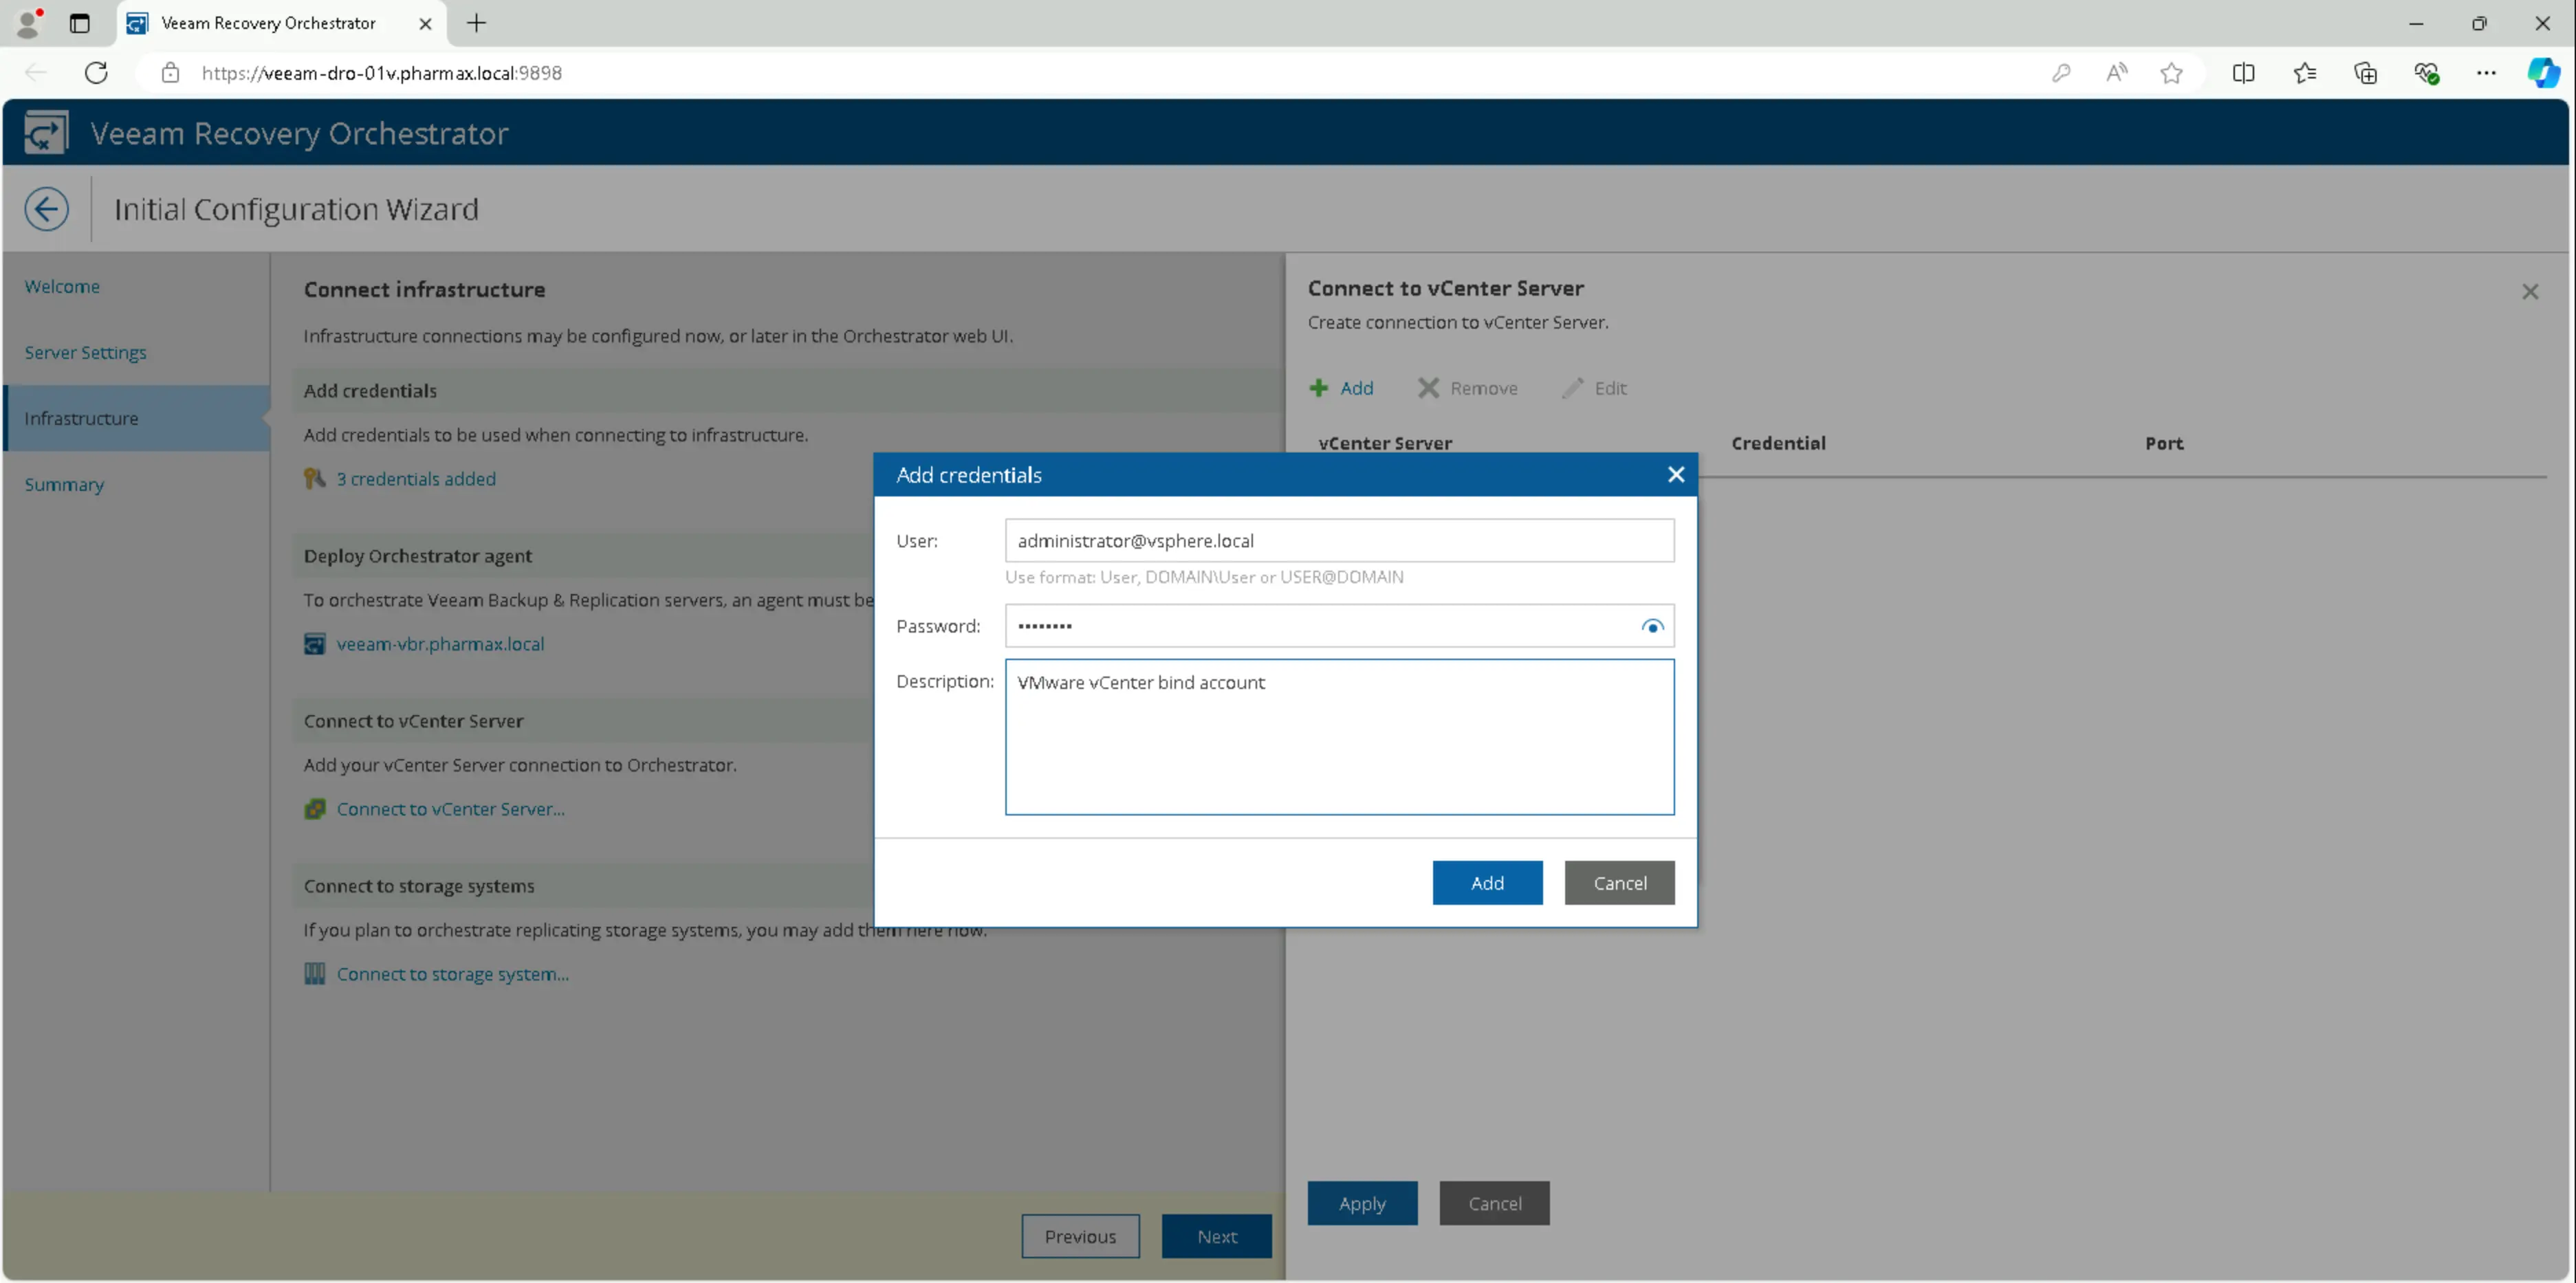 Veeam Recovery Orchestrator
https://veeam-dro-01v.pharmax.local:9898
Veeam Recovery Orchestrator
Initial Configuration Wizard
Welcome
Server Settings
Infrastructure
Summary
Connect infrastructure
Infrastructure connections may be configured now, or later in the Orchestrator web UI.
Add credentials
Add credentials to be used when connecting to infrastructure.
3 credentials added
Deploy Orchestrator agent
To orchestrate Veeam Backup & Replication servers, an agent must be
veeam-vbr.pharmax.local
Connect to vCenter Server
Add your vCenter Server connection to Orchestrator.
Connect to vCenter Server...
Connect to storage systems
If you plan to orchestrate replicating storage systems, you may add them here now.
Connect to storage system...
Previous
Next
Connect to vCenter Server
Create connection to vCenter Server.
Add Remove Edit
vCenter Server Credential Port
Add credentials
User: administrator@vsphere.local
Use format: User, DOMAIN\User or USER@DOMAIN
Password: ••••••••
Description: VMware vCenter bind account
Add Cancel
Apply Cancel